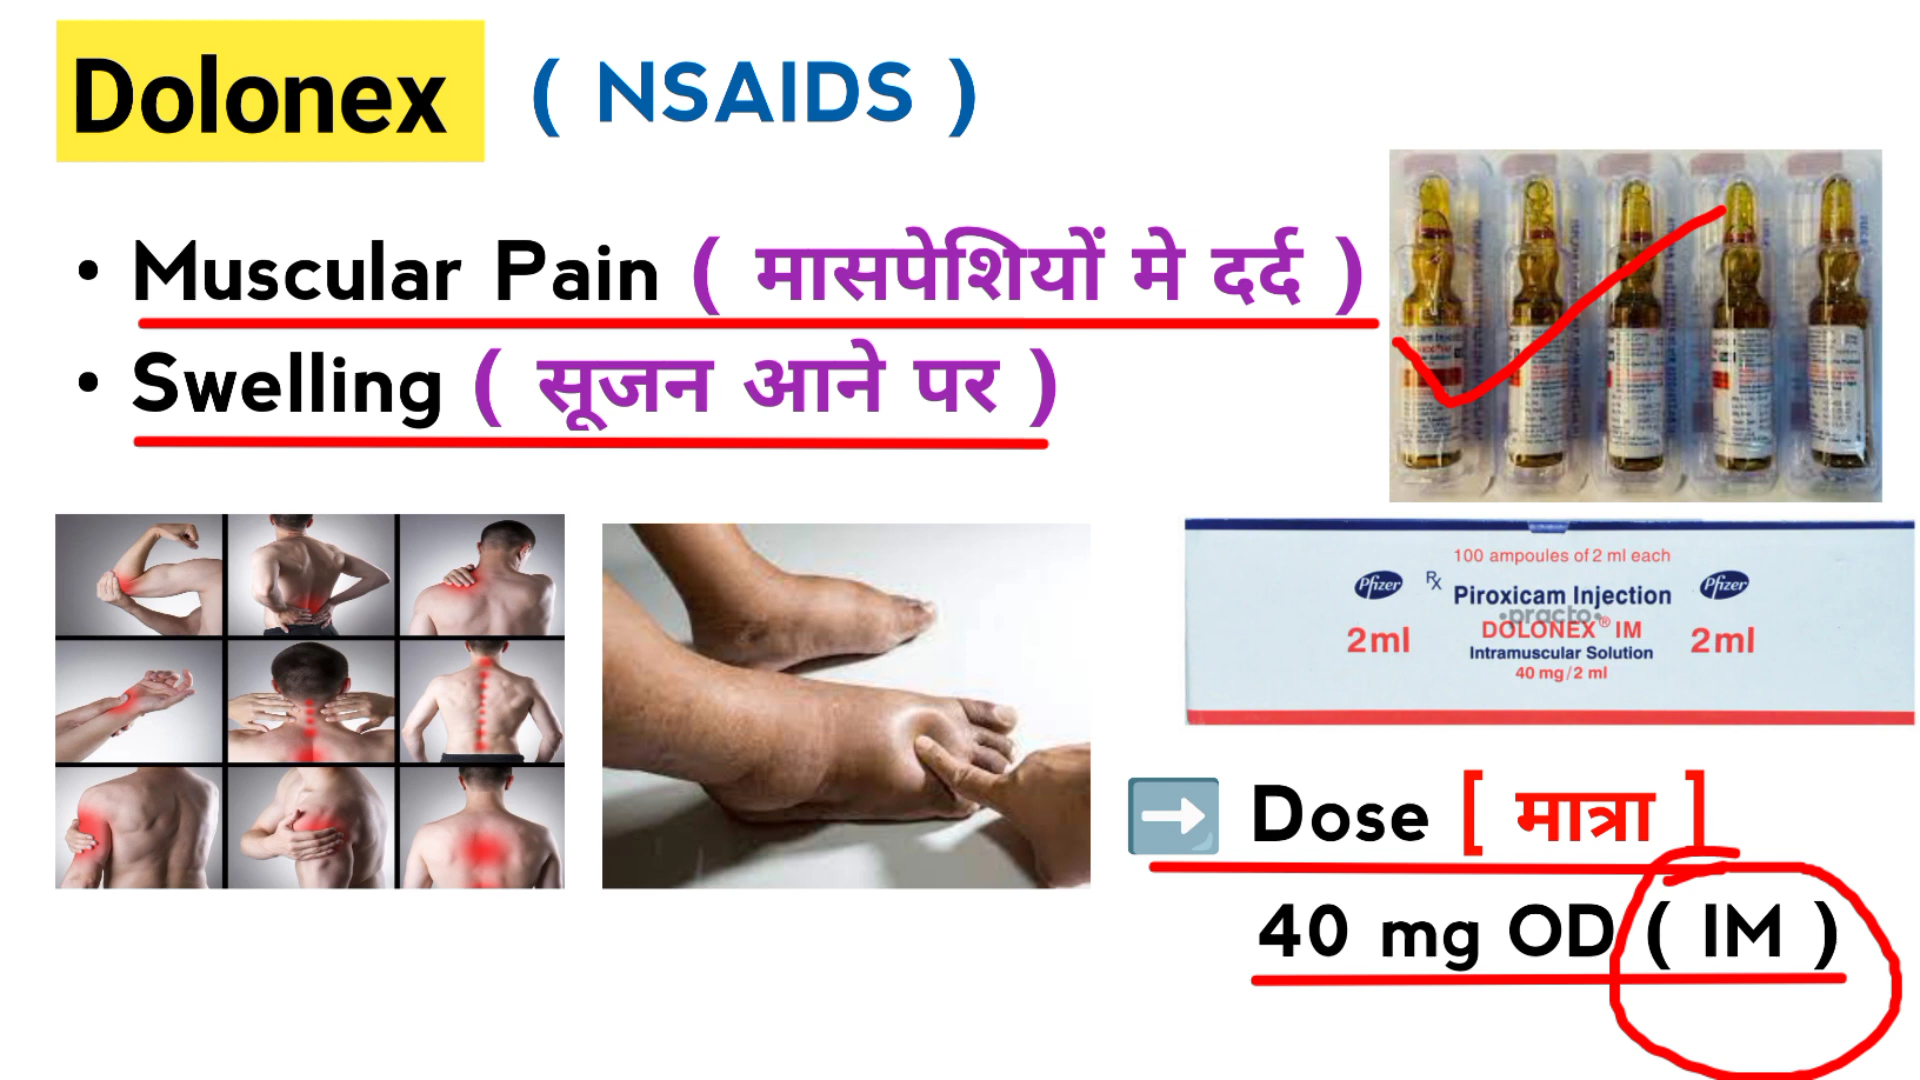 Dolonex ( NSAIDS )
• Muscular Pain ( मासपेशियों मे दर्द )
• Swelling ( सूजन आने पर )
100 ampoules of 2 ml each
Pfizer Rx Piroxicam Injection Pfizer
•practo•
2ml DOLONEX® IM 2ml
Intramuscular Solution
40 mg/2 ml
➡ Dose [ मात्रा ]
40 mg OD ( IM )